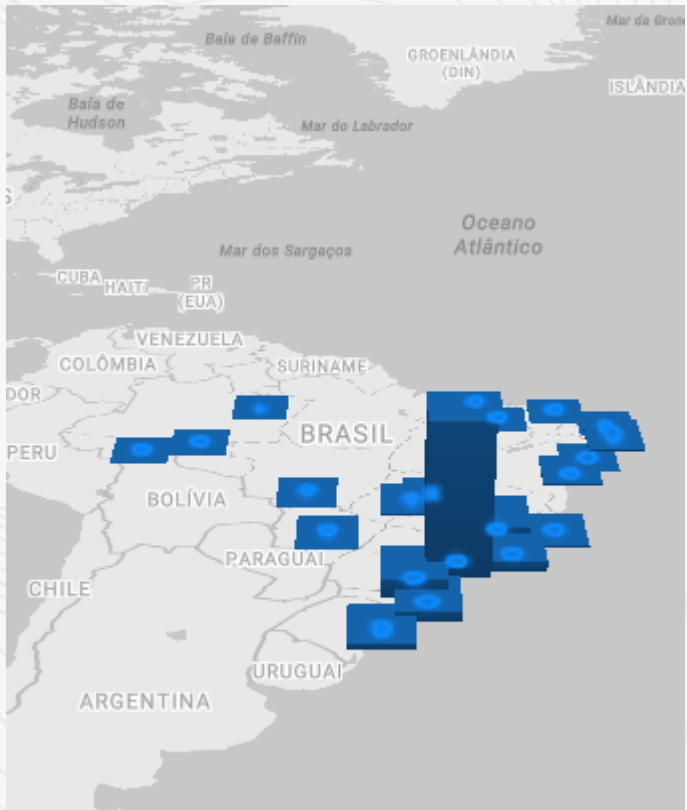 Baía de Baffin
Mar da Grone
GROENLÂNDIA
(DIN)
ISLÂNDIA
Baía de
Hudson
Mar do Labrador
S
Oceano
Atlântico
Mar dos Sargaços
CUBA
HAITI
PR
(EUA)
VENEZUELA
COLÔMBIA
SURINAME
DOR
BRASIL
PERU
BOLÍVIA
PARAGUAI
CHILE
URUGUAI
ARGENTINA